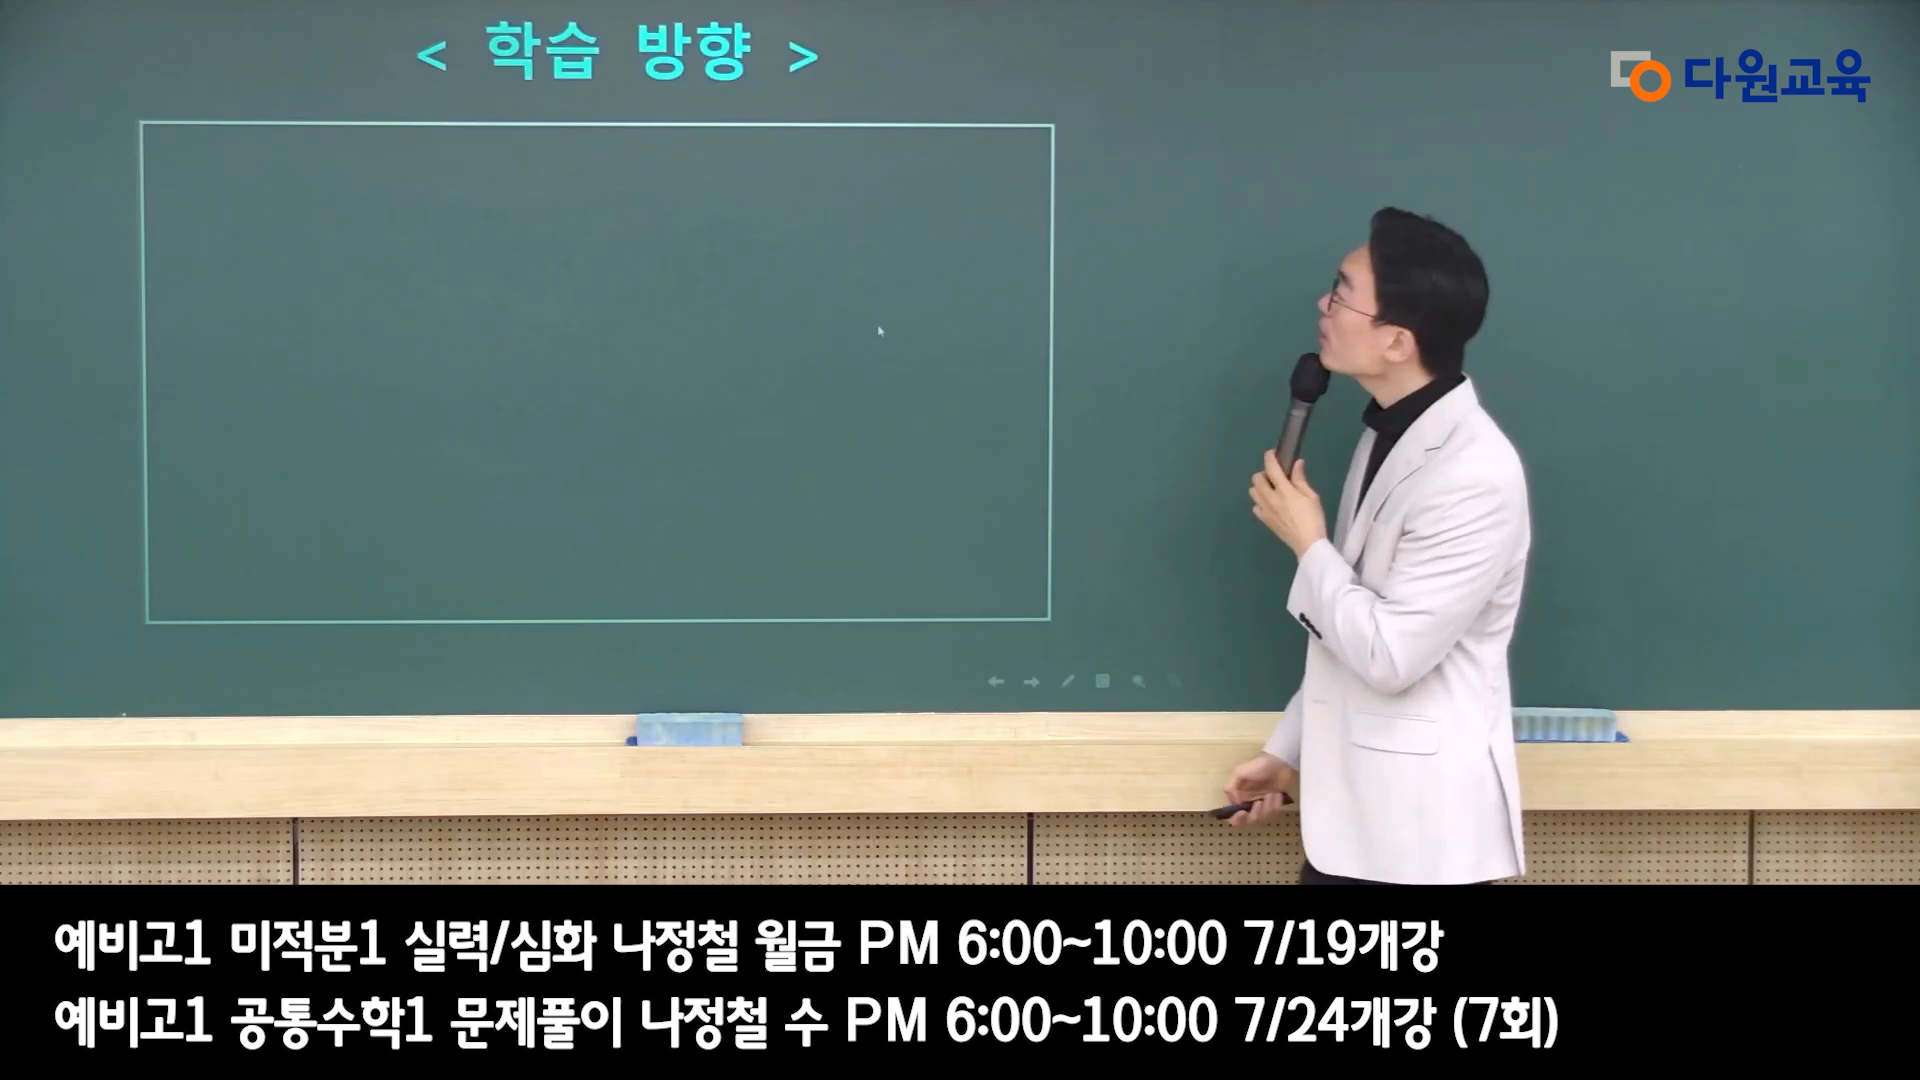 < 학습 방향 >
다원교육
예비고1 미적분1 실력/심화 나정철 월금 PM 6:00~10:00 7/19개강
예비고1 공통수학1 문제풀이 나정철 수 PM 6:00~10:00 7/24개강 (7회)